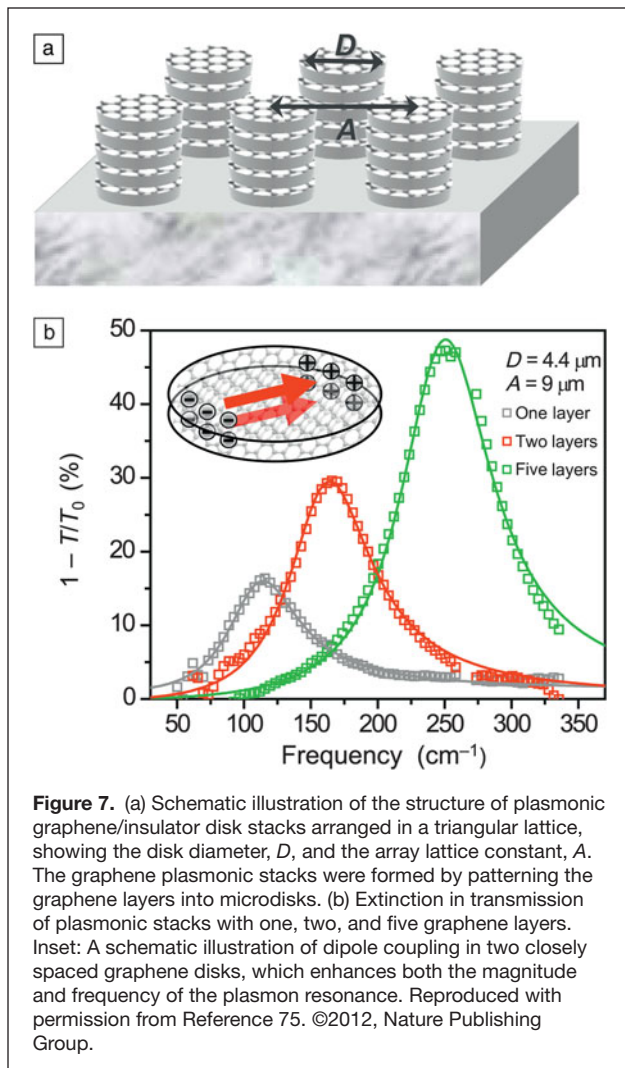 a
D
A
b
50
40
30
20
10
0
1 – T/T0 (%)
D = 4.4 µm
A = 9 µm
One layer
Two layers
Five layers
50 100 150 200 250 300 350
Frequency (cm–1)
Figure 7. (a) Schematic illustration of the structure of plasmonic
graphene/insulator disk stacks arranged in a triangular lattice,
showing the disk diameter, D, and the array lattice constant, A.
The graphene plasmonic stacks were formed by patterning the
graphene layers into microdisks. (b) Extinction in transmission
of plasmonic stacks with one, two, and five graphene layers.
Inset: A schematic illustration of dipole coupling in two closely
spaced graphene disks, which enhances both the magnitude
and frequency of the plasmon resonance. Reproduced with
permission from Reference 75. ©2012, Nature Publishing
Group.